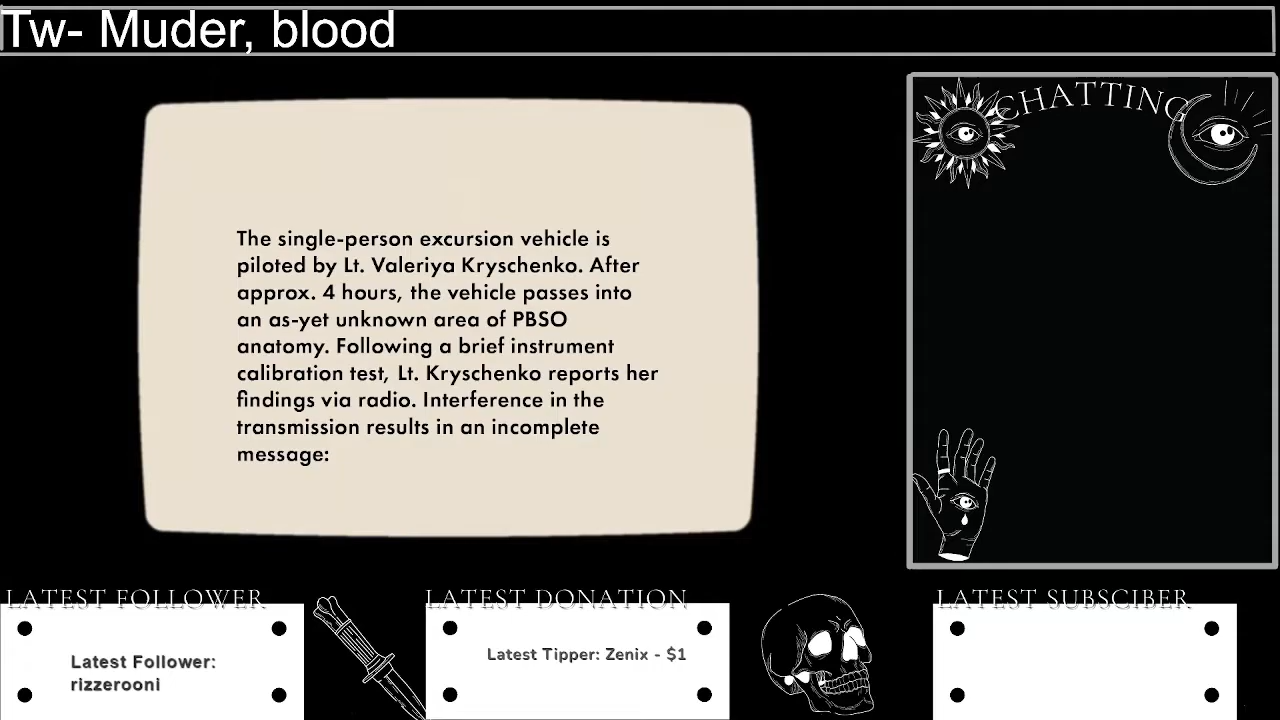 Tw- Muder, blood
CHATTING
The single-person excursion vehicle is
piloted by Lt. Valeriya Kryschenko. After
approx. 4 hours, the vehicle passes into
an as-yet unknown area of PBSO
anatomy. Following a brief instrument
calibration test, Lt. Kryschenko reports her
findings via radio. Interference in the
transmission results in an incomplete
message:
LATEST FOLLOWER
Latest Follower:
rizzerooni
LATEST DONATION
Latest Tipper: Zenix - $1
LATEST SUBSCIBER